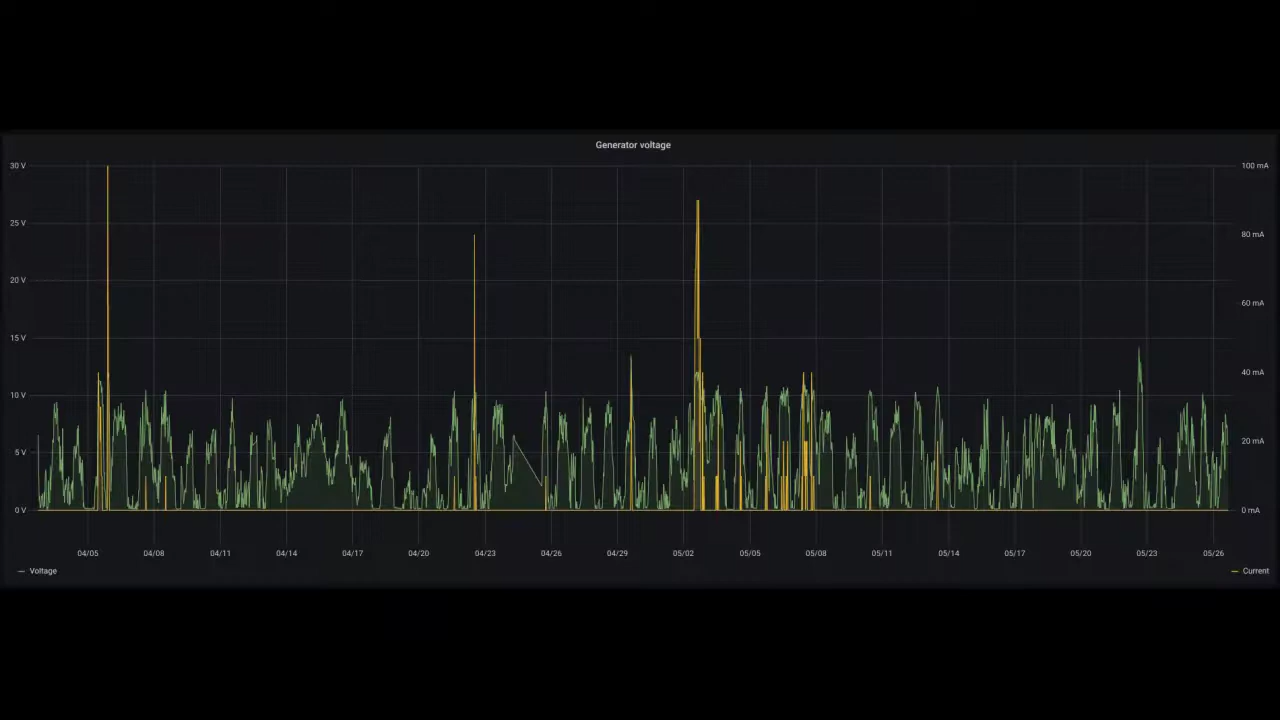 Generator voltage
30 V
100 mA
25 V
80 mA
20 V
60 mA
15 V
40 mA
10 V
20 mA
5 V
0 V
0 mA
04/05 04/08 04/11 04/14 04/17 04/20 04/23 04/26 04/29 05/02 05/05 05/08 05/11 05/14 05/17 05/20 05/23 05/26
Voltage
Current